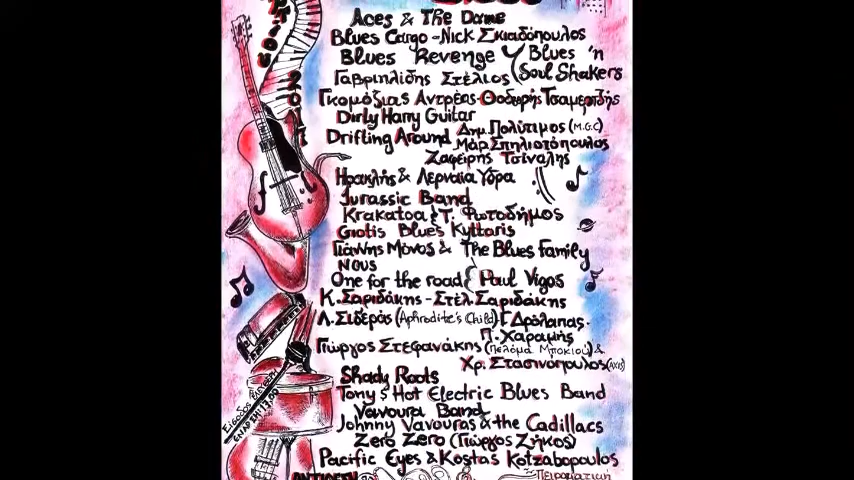 Aces & The Dame
Blues Cargo - Nick Σκιαδόπουλος
Blues Revenge
Blues 'n Soul Shakers
Γαβριηλίδης Στέλιος
Γκομόζιας Αντρέας - Θοδωρής Τσαμερτζής
Dirty Harry Guitar
Drifting Around Δημ. Πολύτιμος (M.G.C)
Μάρ. Σπηλιοτόπουλος
Ζαφείρης Τσίναλης
Ηρακλής & Λερναία Υδρα
Jurassic Band
Krakatoa & Τ. Φωτοδήμος
Giotis Blues Kyttaris
Γιάννης Μόνος & The Blues Family
NOUS
One for the road & Paul Vigos
Κ. Σαριδάκης - Στέλ. Σαριδάκης
Λ. Σιδεράς (Aphrodite's Child).
Π. Χαραμής
Γιώργος Στεφανάκης (Πελόμα Μποκιού) &
Χρ. Στασινόπουλος (Axis)
Shady Roots
Tony's Hot Electric Blues Band
Vavoura Band
Johnny Vavouras & the Cadillacs
Zero Zero (Γιώργος Ζήκος)
Pacific Eyes & Kostas Kotzabopoulos
Πειραματική